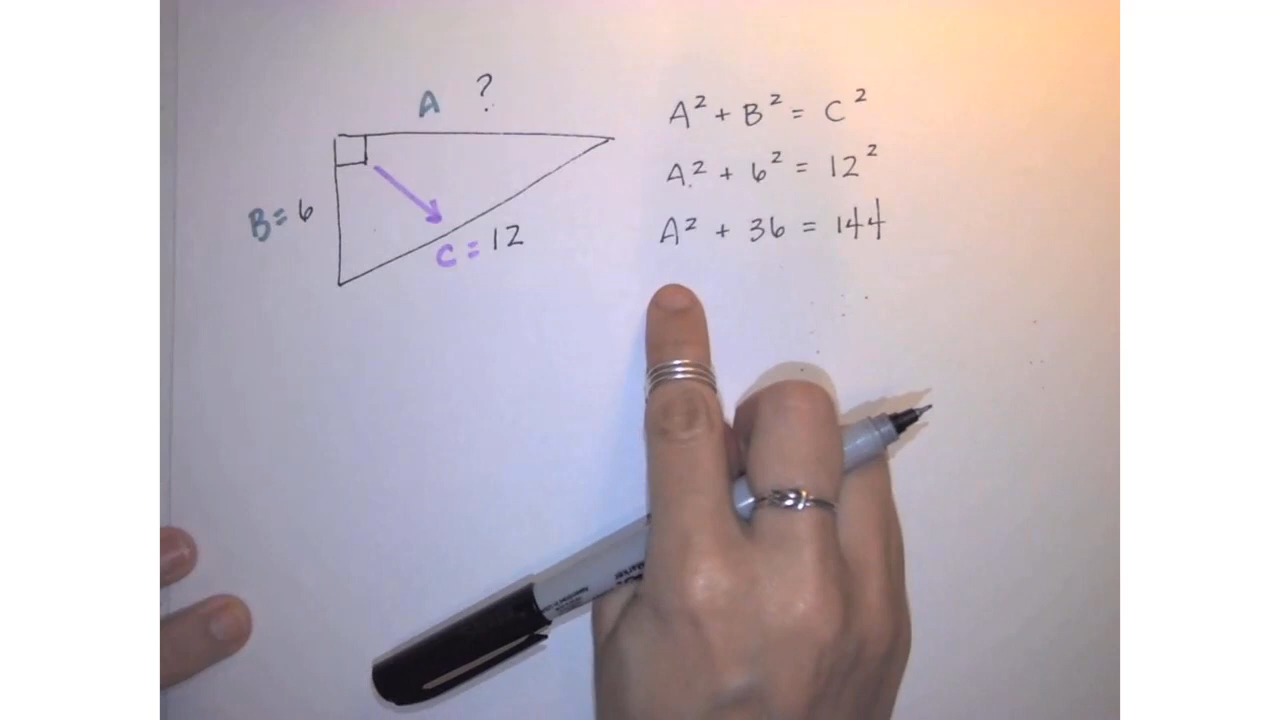 A ?
B = 6
C = 12
A² + B² = C²
A² + 6² = 12²
A² + 36 = 144